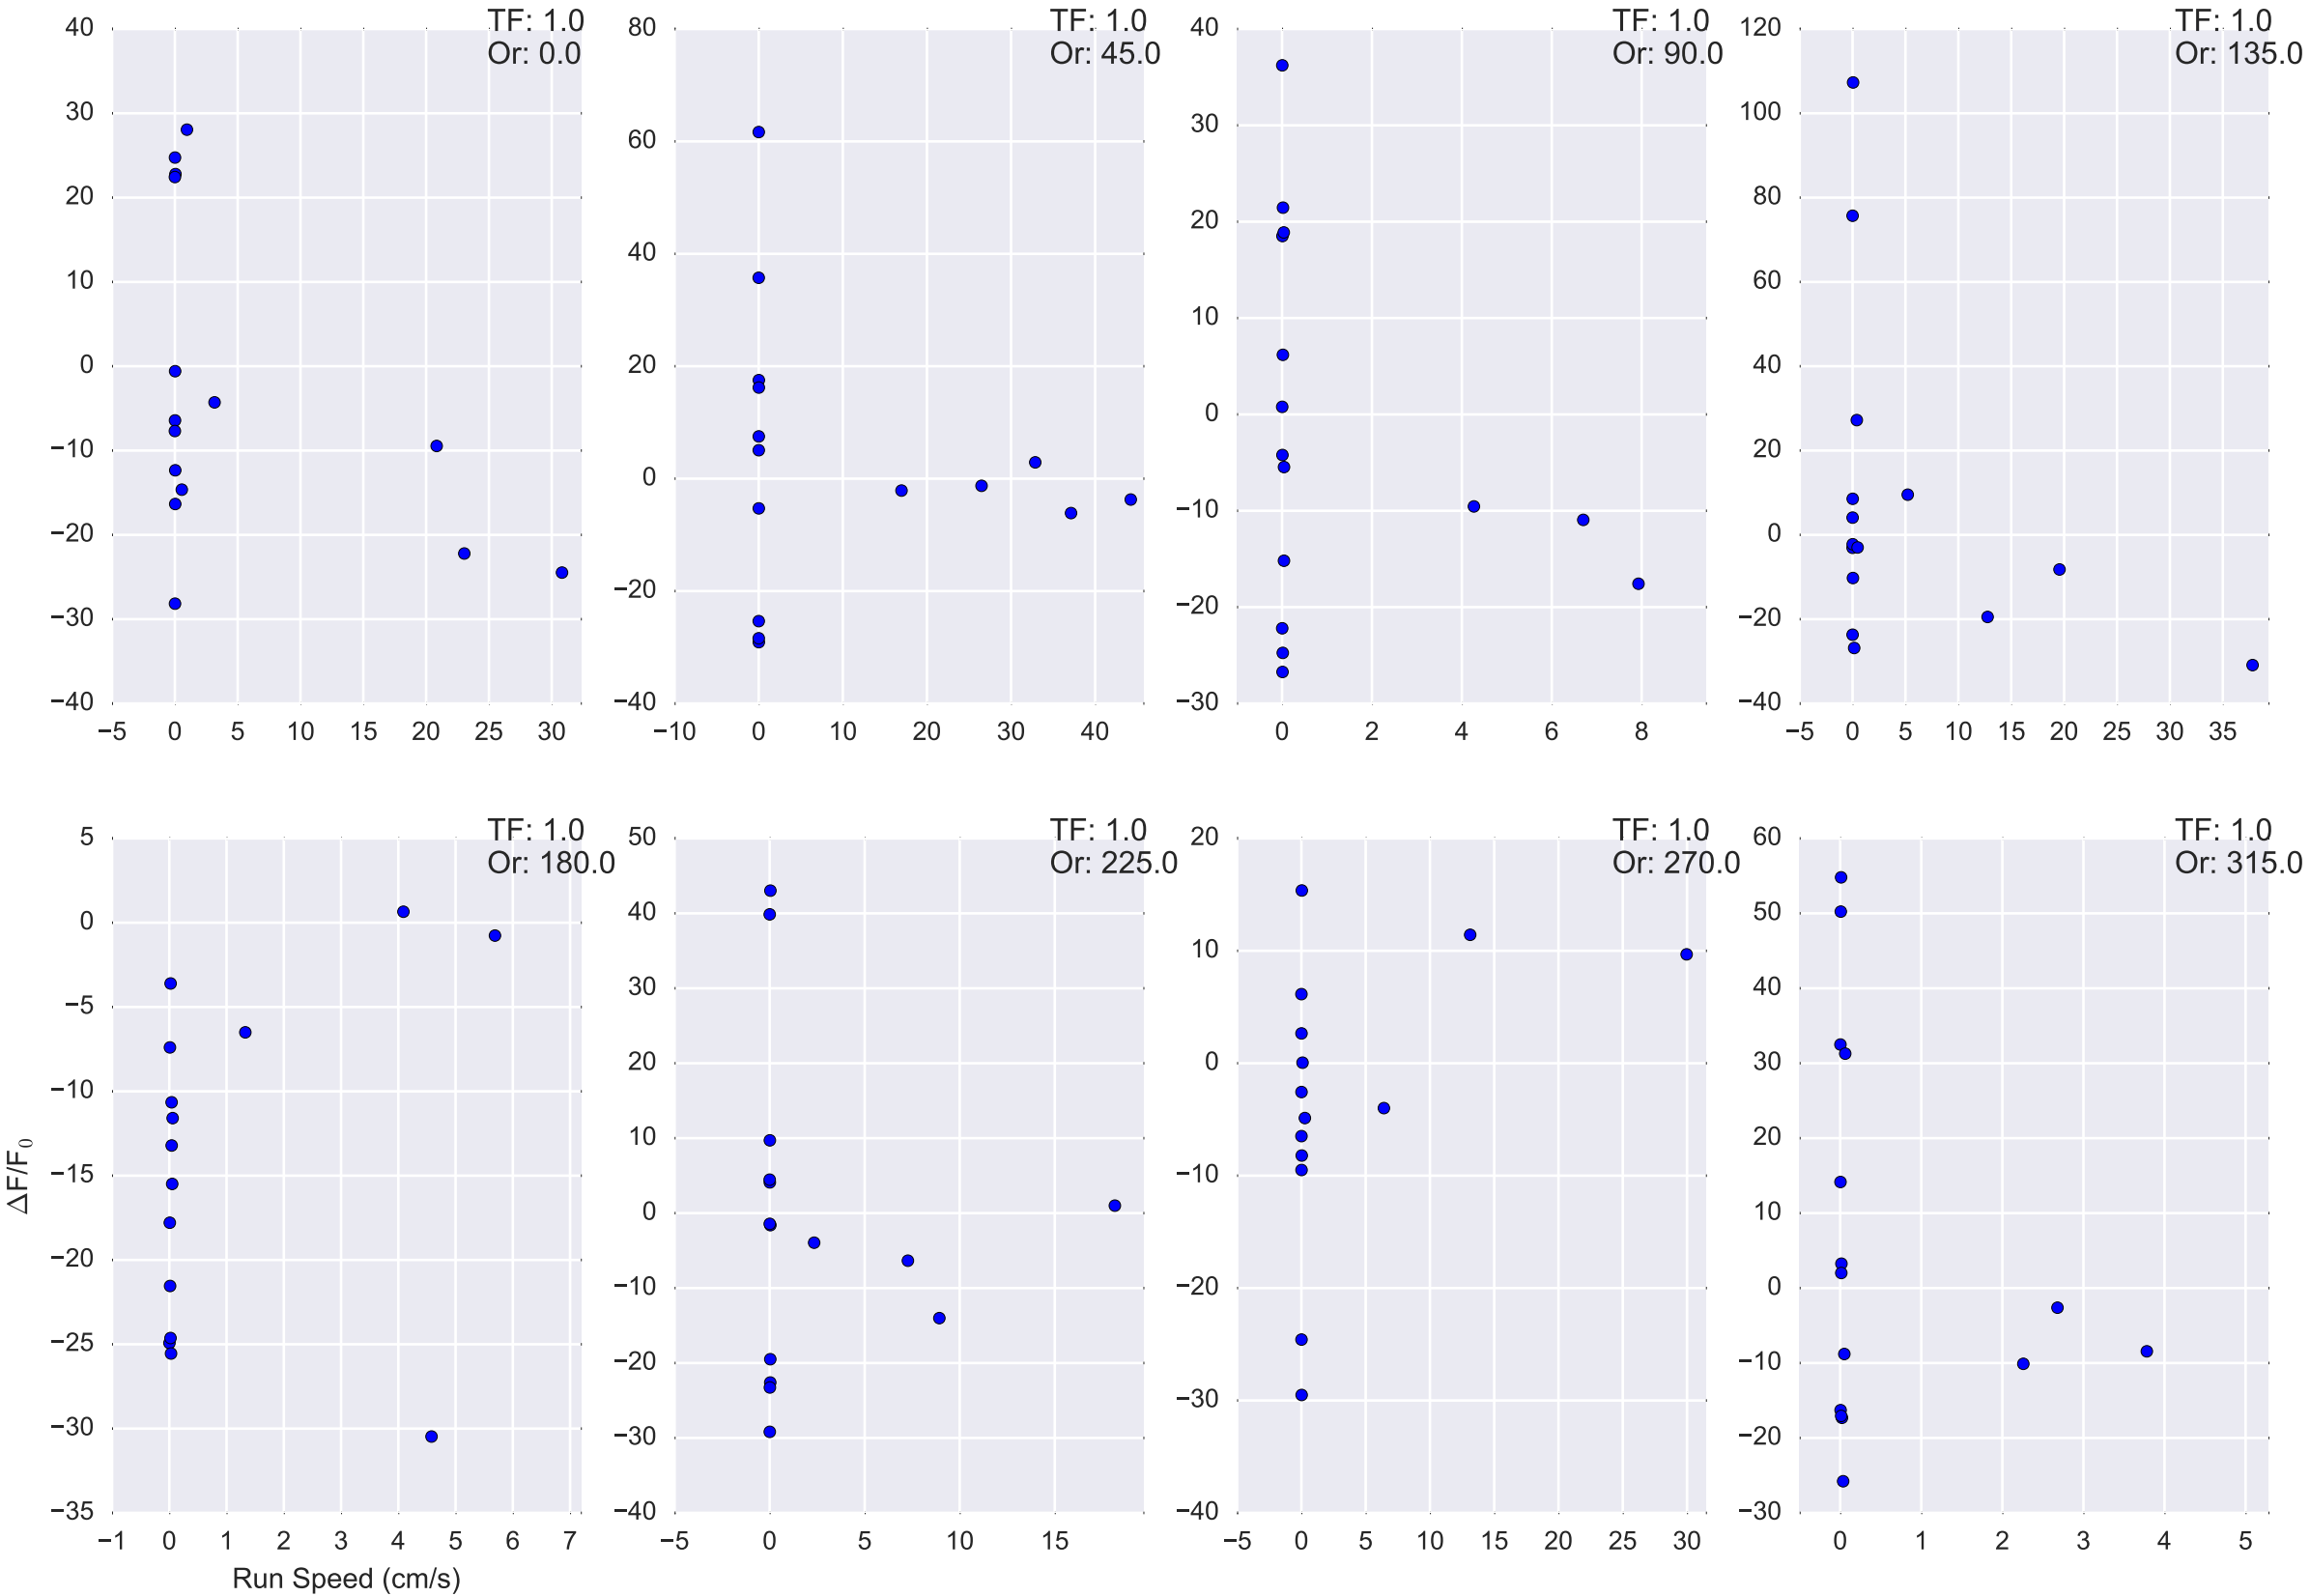 TF: 1.0
Or: 0.0
40
30
20
10
0
−10
−20
−30
−40
−5 0 5 10 15 20 25 30
TF: 1.0
Or: 45.0
80
60
40
20
0
−20
−40
−10 0 10 20 30 40
TF: 1.0
Or: 90.0
40
30
20
10
0
−10
−20
−30
0 2 4 6 8
TF: 1.0
Or: 135.0
120
100
80
60
40
20
0
−20
−40
−5 0 5 10 15 20 25 30 35
TF: 1.0
Or: 180.0
5
0
−5
−10
−15
−20
−25
−30
−35
ΔF/F₀
−1 0 1 2 3 4 5 6 7
Run Speed (cm/s)
TF: 1.0
Or: 225.0
50
40
30
20
10
0
−10
−20
−30
−40
−5 0 5 10 15
TF: 1.0
Or: 270.0
20
10
0
−10
−20
−30
−40
−5 0 5 10 15 20 25 30
TF: 1.0
Or: 315.0
60
50
40
30
20
10
0
−10
−20
−30
0 1 2 3 4 5